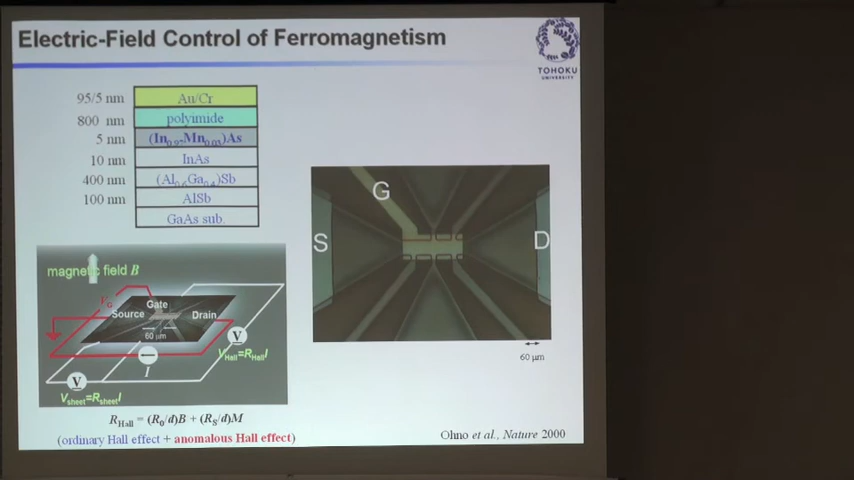 Electric-Field Control of Ferromagnetism
TOHOKU
UNIVERSITY
95/5 nm Au/Cr
800 nm polyimide
5 nm (In0.97Mn0.03)As
10 nm InAs
400 nm (Al0.6Ga0.4)Sb
100 nm AlSb
GaAs sub.
G
S
D
60 μm
magnetic field B
VG
Gate
Source
Drain
60 μm
V
VHall=RHallI
I
V
Vsheet=RsheetI
RHall = (R0/d)B + (RS/d)M
(ordinary Hall effect + anomalous Hall effect)
Ohno et al., Nature 2000